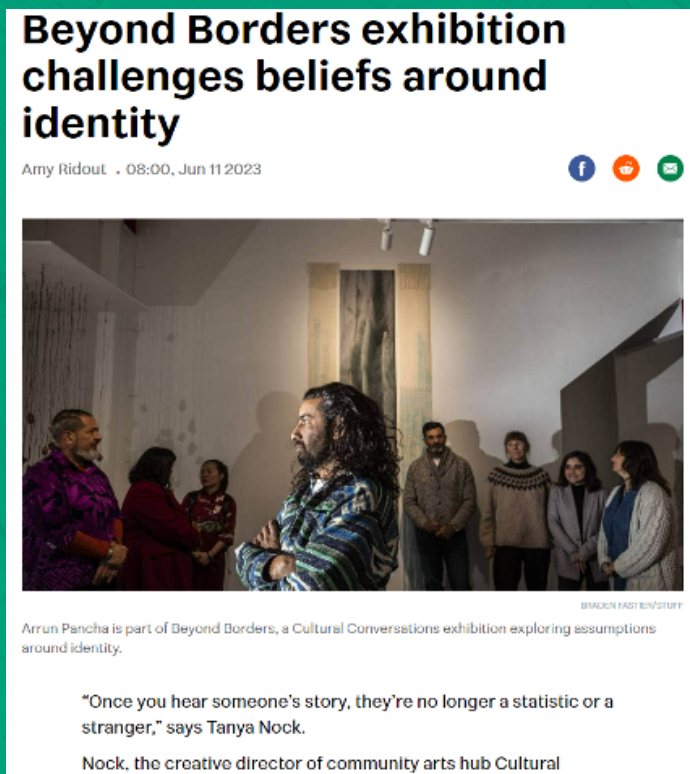 Beyond Borders exhibition
challenges beliefs around
identity
Amy Ridout . 08:00, Jun 11 2023
BRADEN FASTIER/STUFF
Arrun Pancha is part of Beyond Borders, a Cultural Conversations exhibition exploring assumptions
around identity.
“Once you hear someone’s story, they’re no longer a statistic or a
stranger,” says Tanya Nock.
Nock, the creative director of community arts hub Cultural